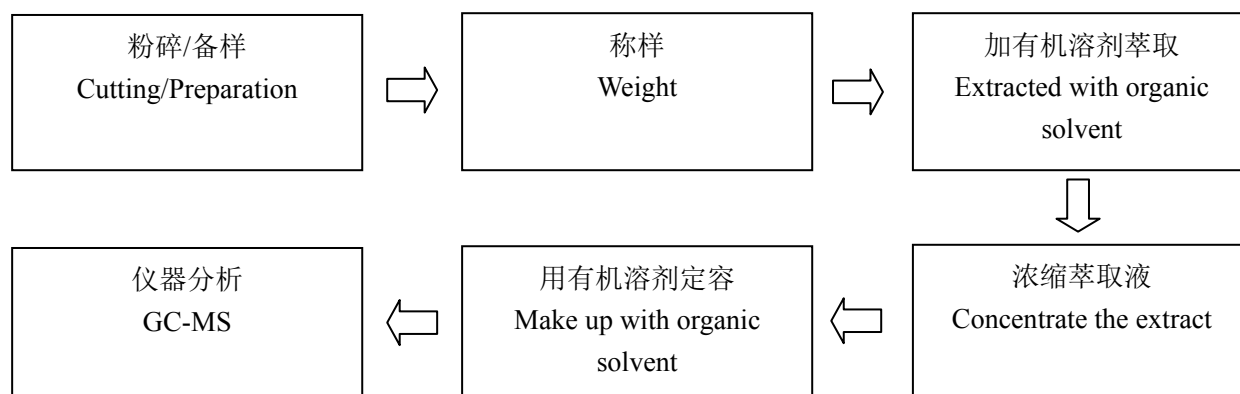 粉碎/备样
Cutting/Preparation
称样
Weight
加有机溶剂萃取
Extracted with organic
solvent
浓缩萃取液
Concentrate the extract
用有机溶剂定容
Make up with organic
solvent
仪器分析
GC-MS